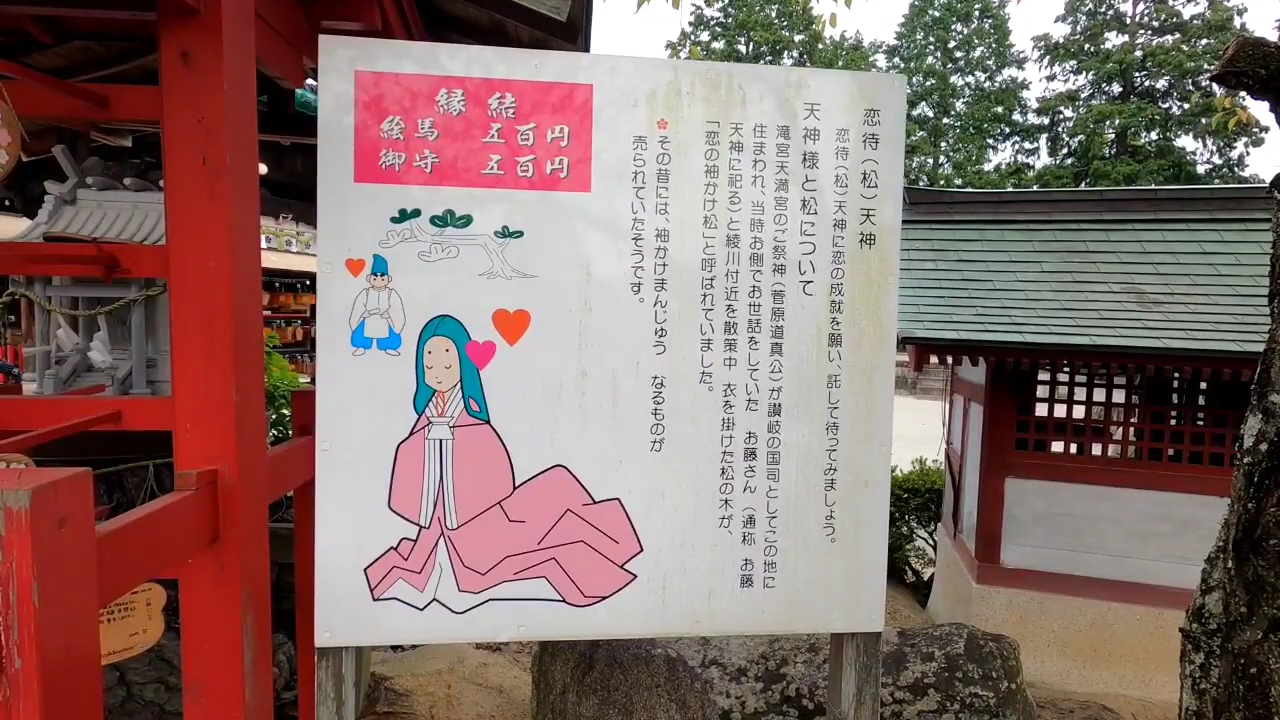 恋待（松）天神
恋待（松）天神に恋の成就を願い、託して待ってみましょう。
天神様と松について
滝宮天満宮のご祭神（菅原道真公）が讃岐の国司としてこの地に
住まわれ、当時お側でお世話をしていた　お藤さん（通称　お藤
天神に祀る）と綾川付近を散策中　衣を掛けた松の木が、
「恋の袖かけ松」と呼ばれていました。
その昔には、袖かけまんじゅう　なるものが
売られていたそうです。
縁結
絵馬　五百円
御守　五百円